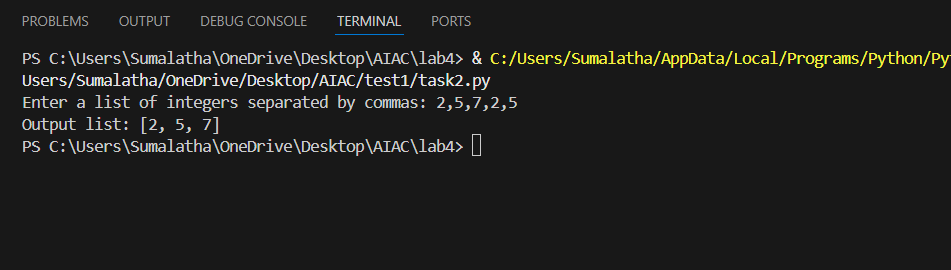 PROBLEMS OUTPUT DEBUG CONSOLE TERMINAL PORTS
PS C:\Users\Sumalatha\OneDrive\Desktop\AIAC\lab4> & C:/Users/Sumalatha/AppData/Local/Programs/Python/Py
Users/Sumalatha/OneDrive/Desktop/AIAC/test1/task2.py
Enter a list of integers separated by commas: 2,5,7,2,5
Output list: [2, 5, 7]
PS C:\Users\Sumalatha\OneDrive\Desktop\AIAC\lab4>